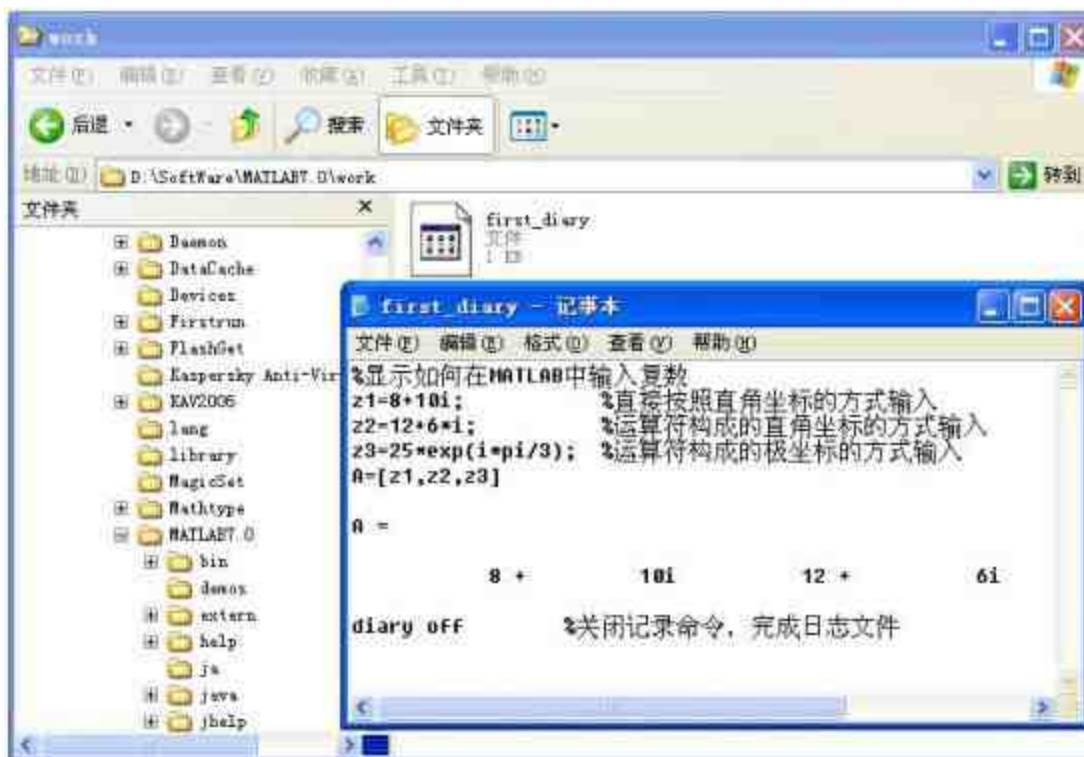 work
文件(F) 编辑(E) 查看(V) 收藏(A) 工具(T) 帮助(H)
后退 搜索 文件夹
地址(D) D:\SoftWare\MATLAB7.0\work 转到
文件夹
Daemon
DataCache
Devices
Firstrun
FlashGet
Kaspersky Anti-Vir
KAV2006
lang
library
MagicSet
Mathtype
MATLAB7.0
bin
demos
extern
help
ja
java
jhelp
first_diary
文件
1 KB
first_diary - 记事本
文件(F) 编辑(E) 格式(O) 查看(V) 帮助(H)
%显示如何在MATLAB中输入复数
z1=8+10i; %直接按照直角坐标的方式输入
z2=12+6*i; %运算符构成的直角坐标的方式输入
z3=25*exp(i*pi/3); %运算符构成的极坐标的方式输入
A=[z1,z2,z3]
A =
8 + 10i 12 + 6i
diary off %关闭记录命令，完成日志文件